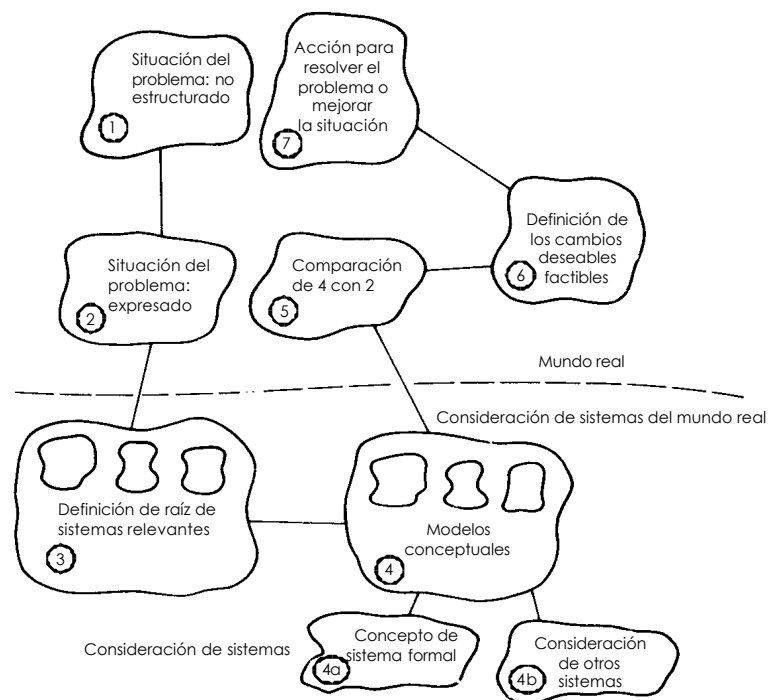 Situación del
problema: no
estructurado
1
Acción para
resolver el
problema o
mejorar
la situación
7
Situación del
problema:
expresado
2
Comparación
de 4 con 2
5
Definición de
los cambios
deseables
factibles
6
Mundo real
Consideración de sistemas del mundo real
Definición de raíz de
sistemas relevantes
3
Modelos
conceptuales
4
Consideración de sistemas
Concepto de
sistema formal
4a
Consideración
de otros
sistemas
4b